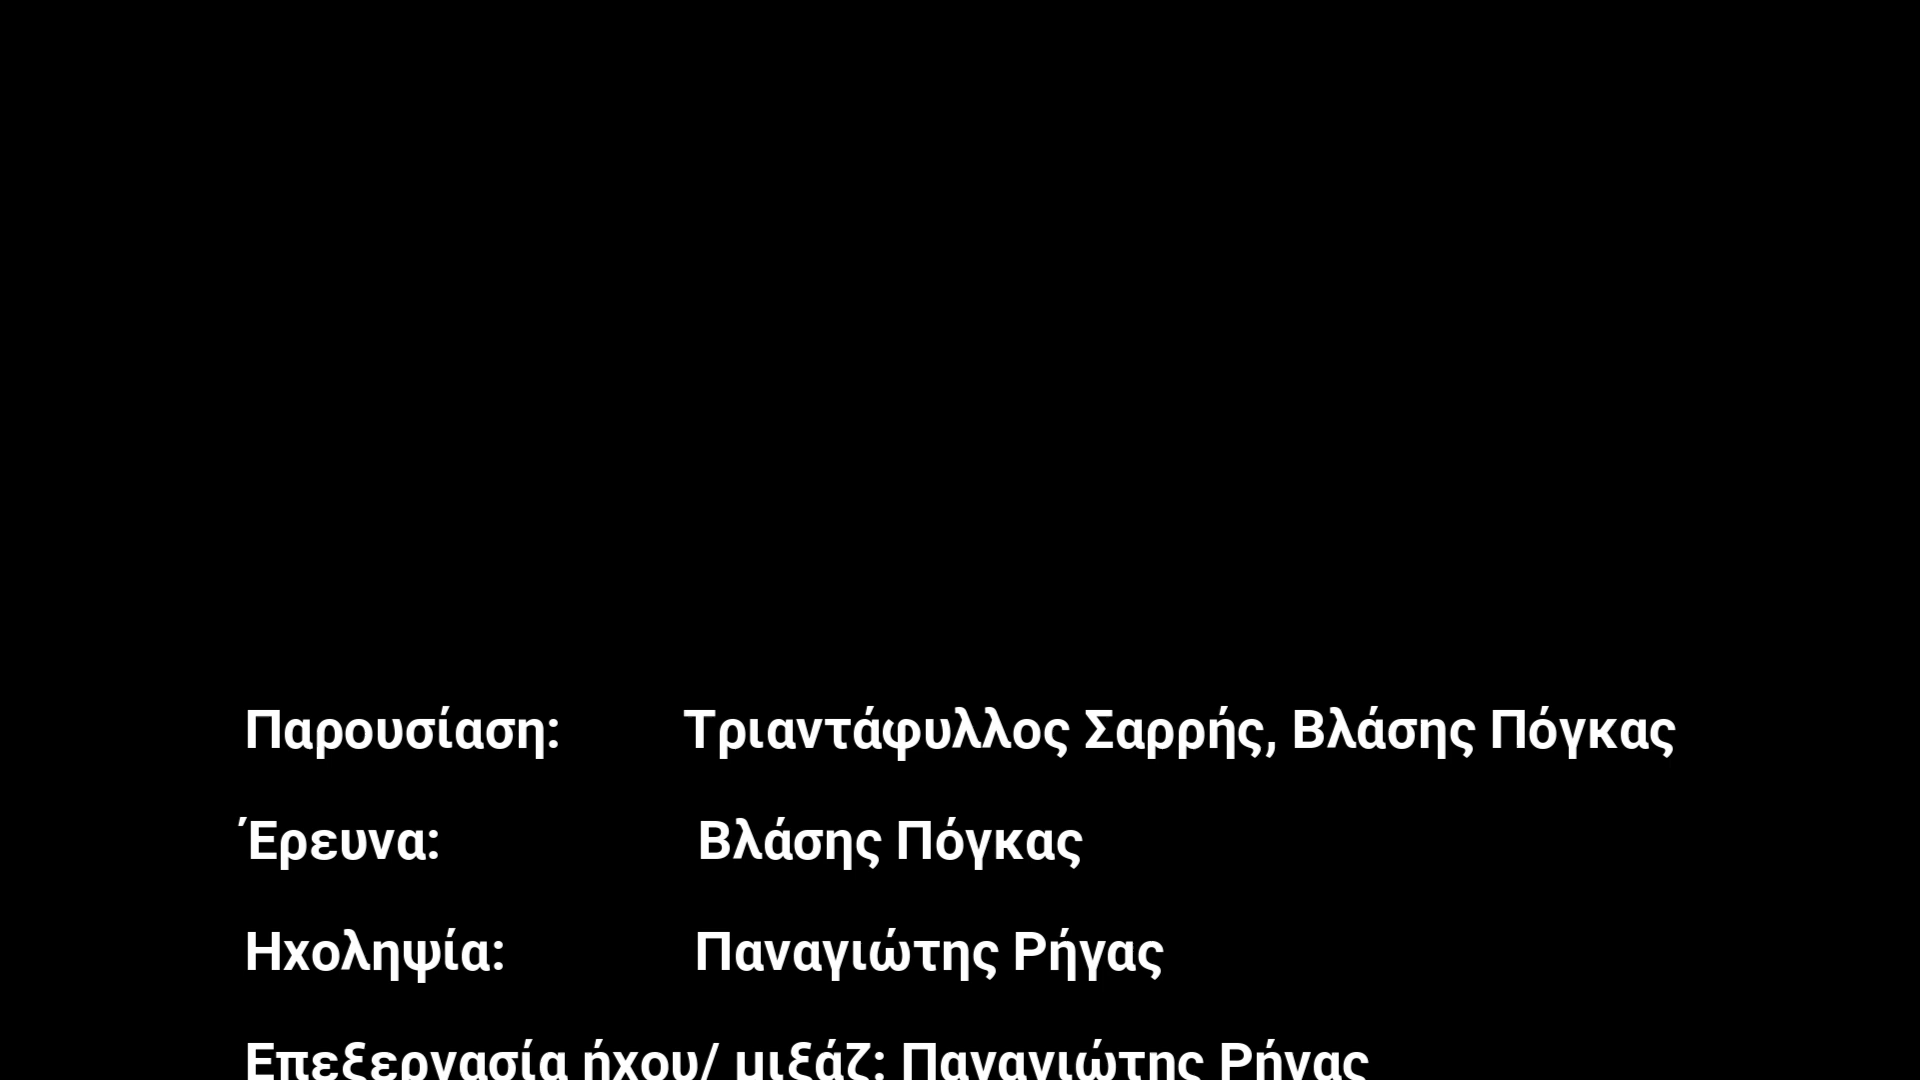 Παρουσίαση: Τριαντάφυλλος Σαρρής, Βλάσης Πόγκας
Έρευνα: Βλάσης Πόγκας
Ηχοληψία: Παναγιώτης Ρήγας
Επεξεργασία ήχου/ μιξάζ: Παναγιώτης Ρήγας